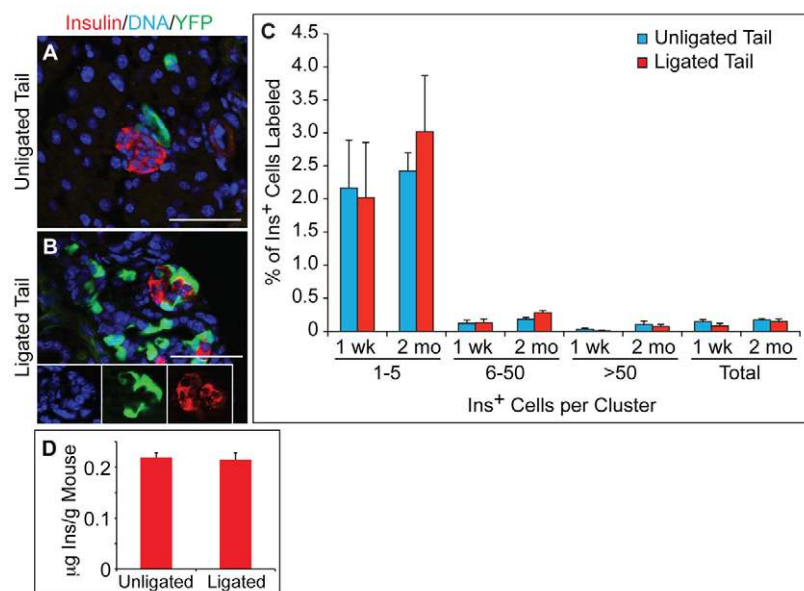 Insulin/DNA/YFP
A
Unligated Tail
B
Ligated Tail
C
Unligated Tail
Ligated Tail
% of Ins+ Cells Labeled
4.5
4.0
3.5
3.0
2.5
2.0
1.5
1.0
0.5
0
1 wk 2 mo 1 wk 2 mo 1 wk 2 mo 1 wk 2 mo
1-5 6-50 >50 Total
Ins+ Cells per Cluster
D
µg Ins/g Mouse
0.2
0.1
0
Unligated Ligated